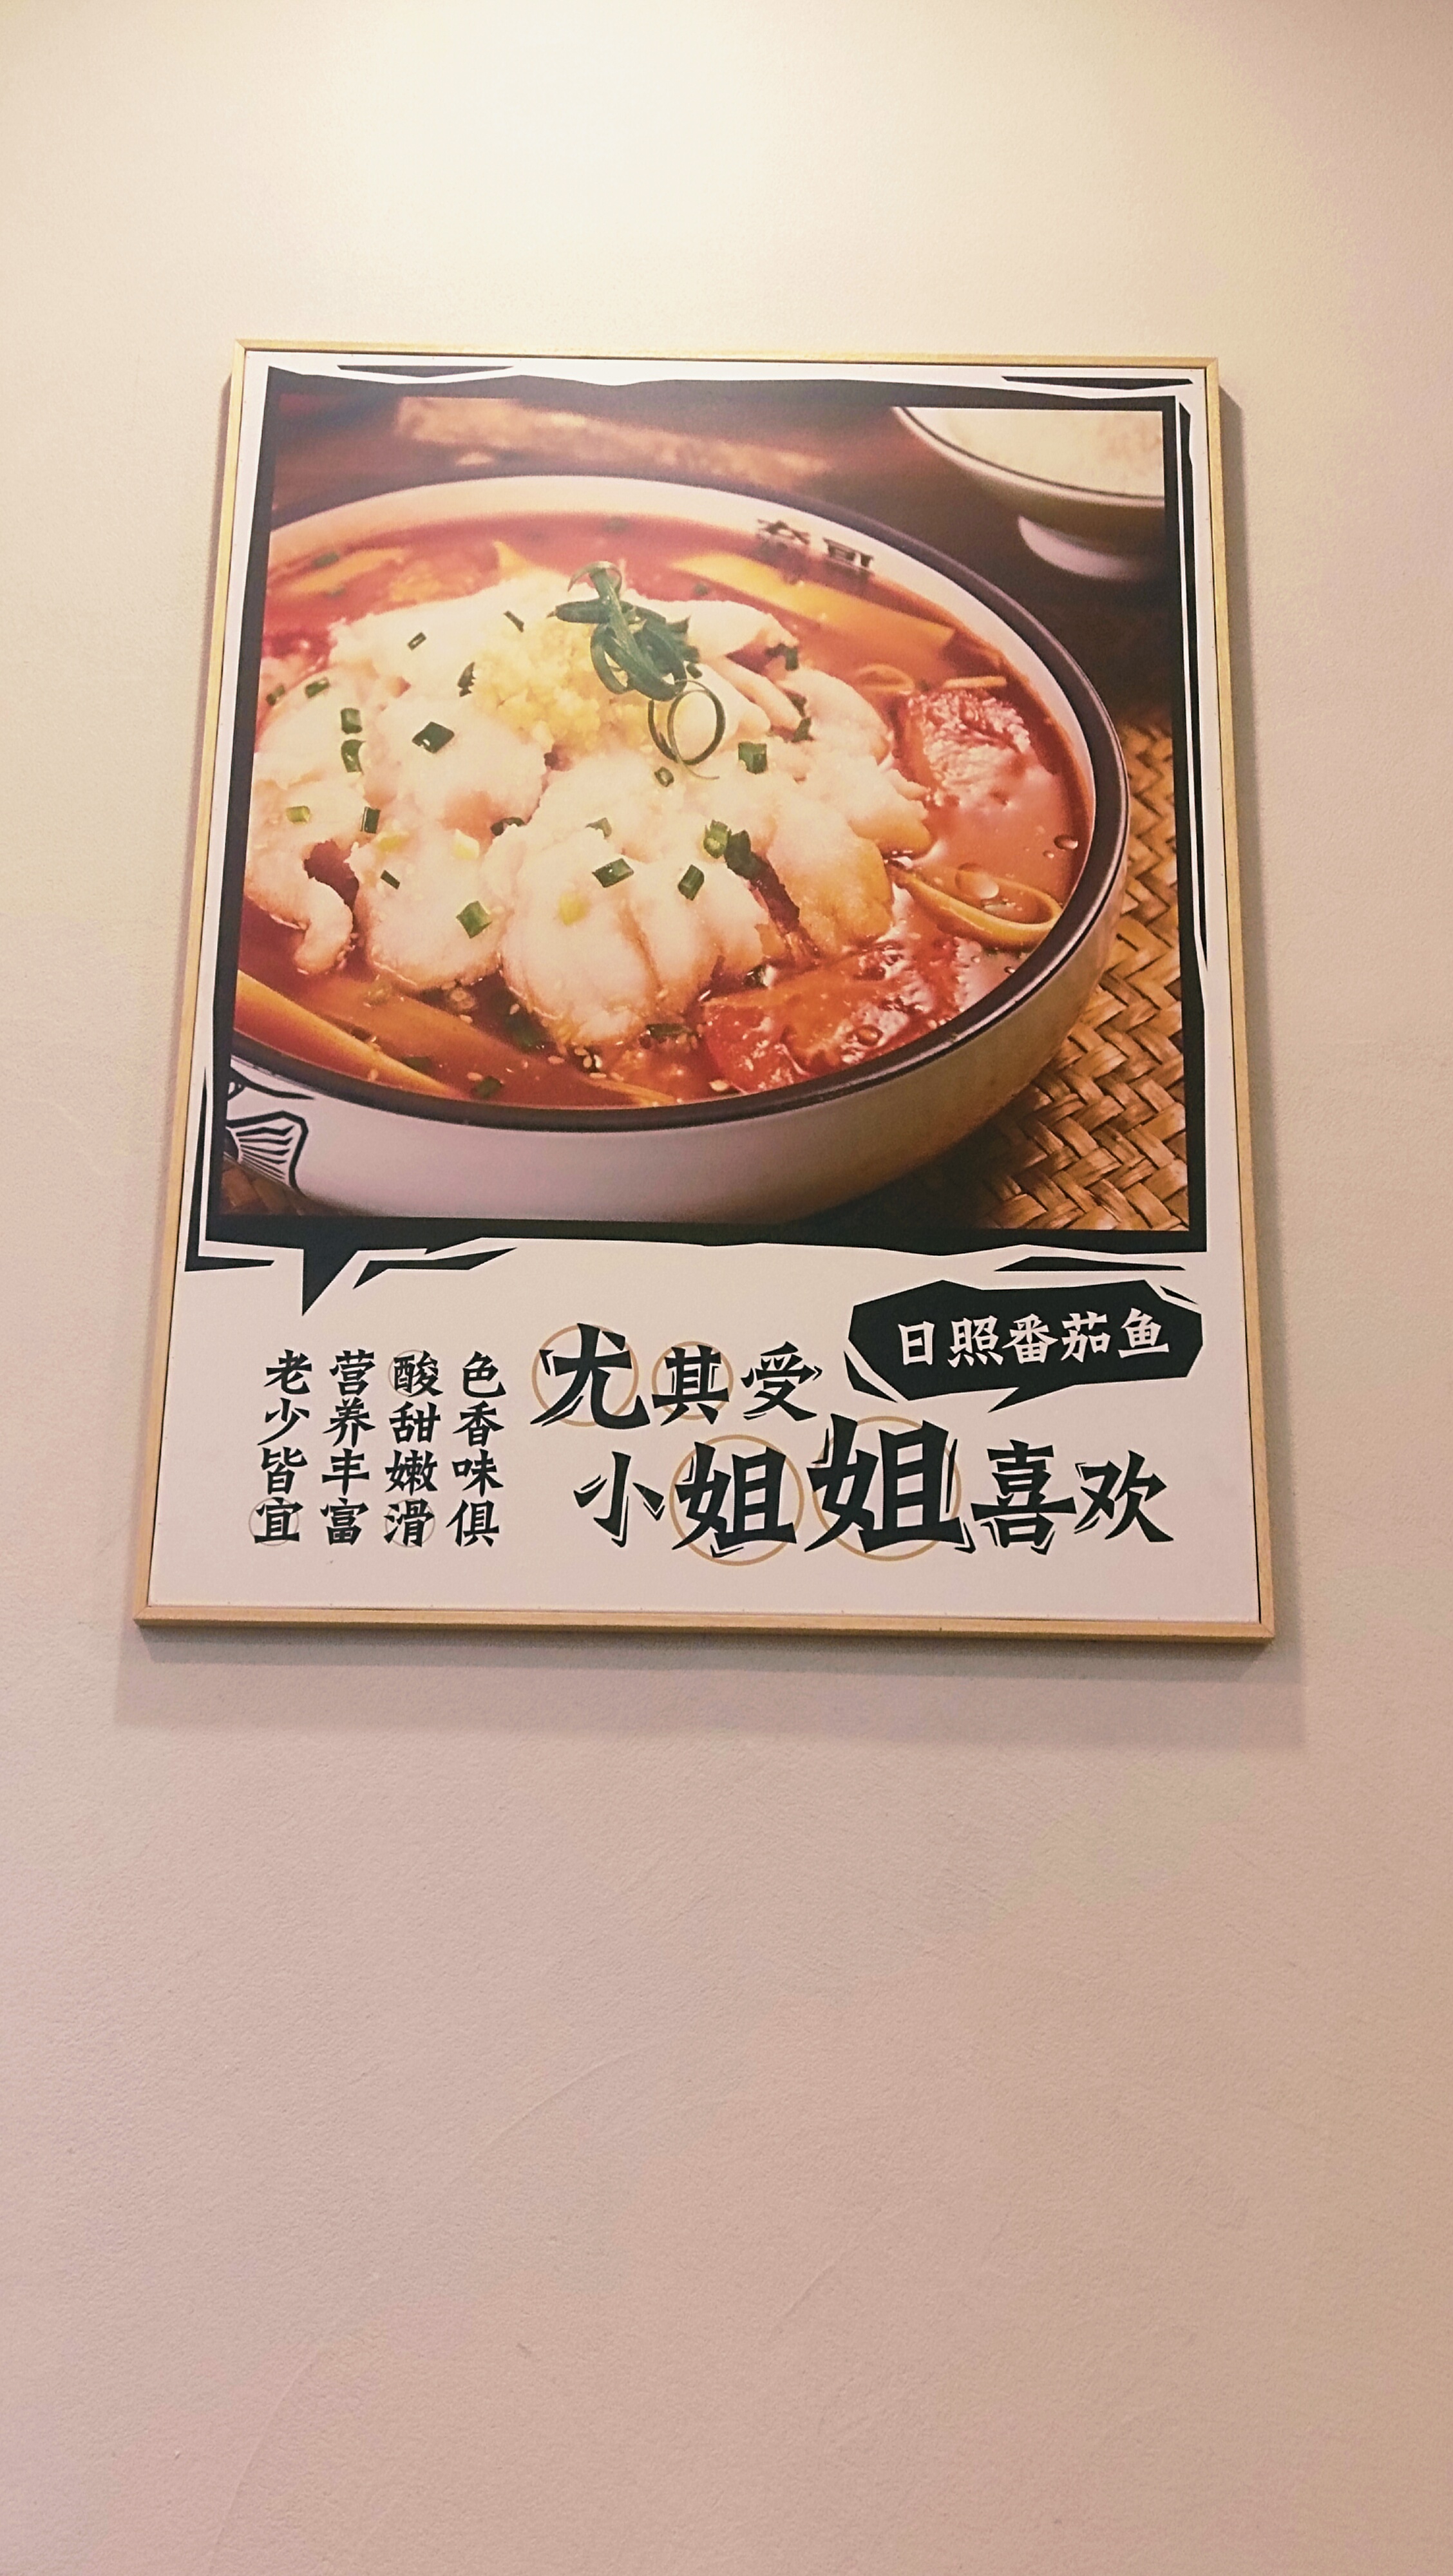 日照番茄鱼
尤其受
小姐姐喜欢
色香味俱
酸甜嫩滑
营养丰富
老少皆宜